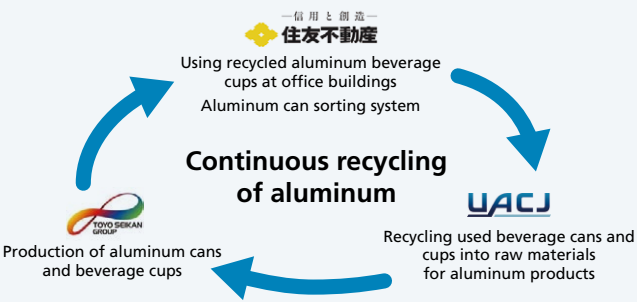 —信用と創造—
住友不動産
Using recycled aluminum beverage
cups at office buildings
Aluminum can sorting system
Continuous recycling
of aluminum
UACJ
Recycling used beverage cans and
cups into raw materials
for aluminum products
TOYO SEIKAN
GROUP
Production of aluminum cans
and beverage cups